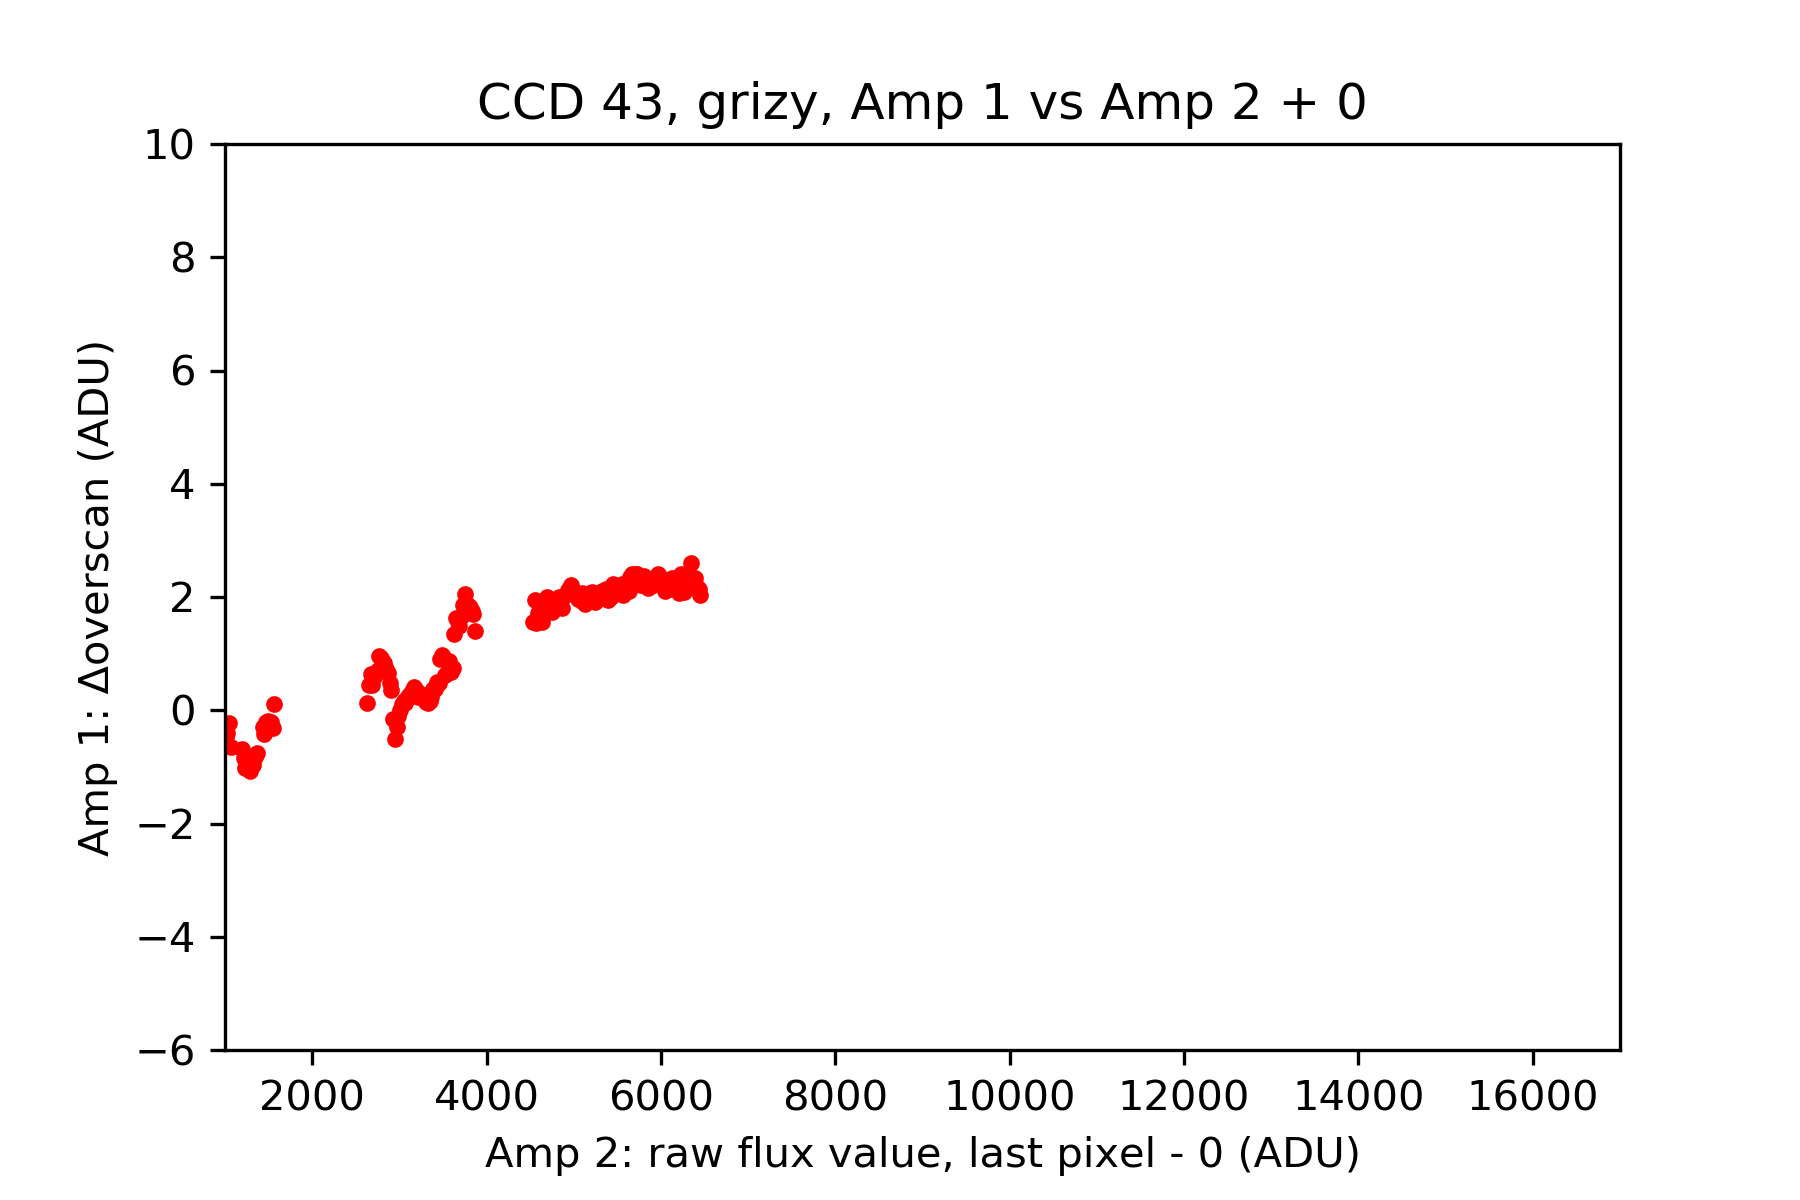 CCD 43, grizy, Amp 1 vs Amp 2 + 0
10
8
6
4
2
0
−2
−4
−6
Amp 1: Δoverscan (ADU)
2000 4000 6000 8000 10000 12000 14000 16000
Amp 2: raw flux value, last pixel - 0 (ADU)